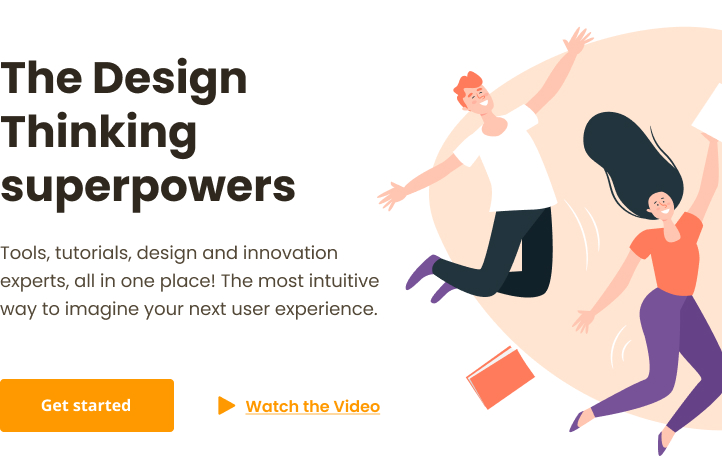 The Design
Thinking
superpowers
Tools, tutorials, design and innovation
experts, all in one place! The most intuitive
way to imagine your next user experience.
Get started
Watch the Video